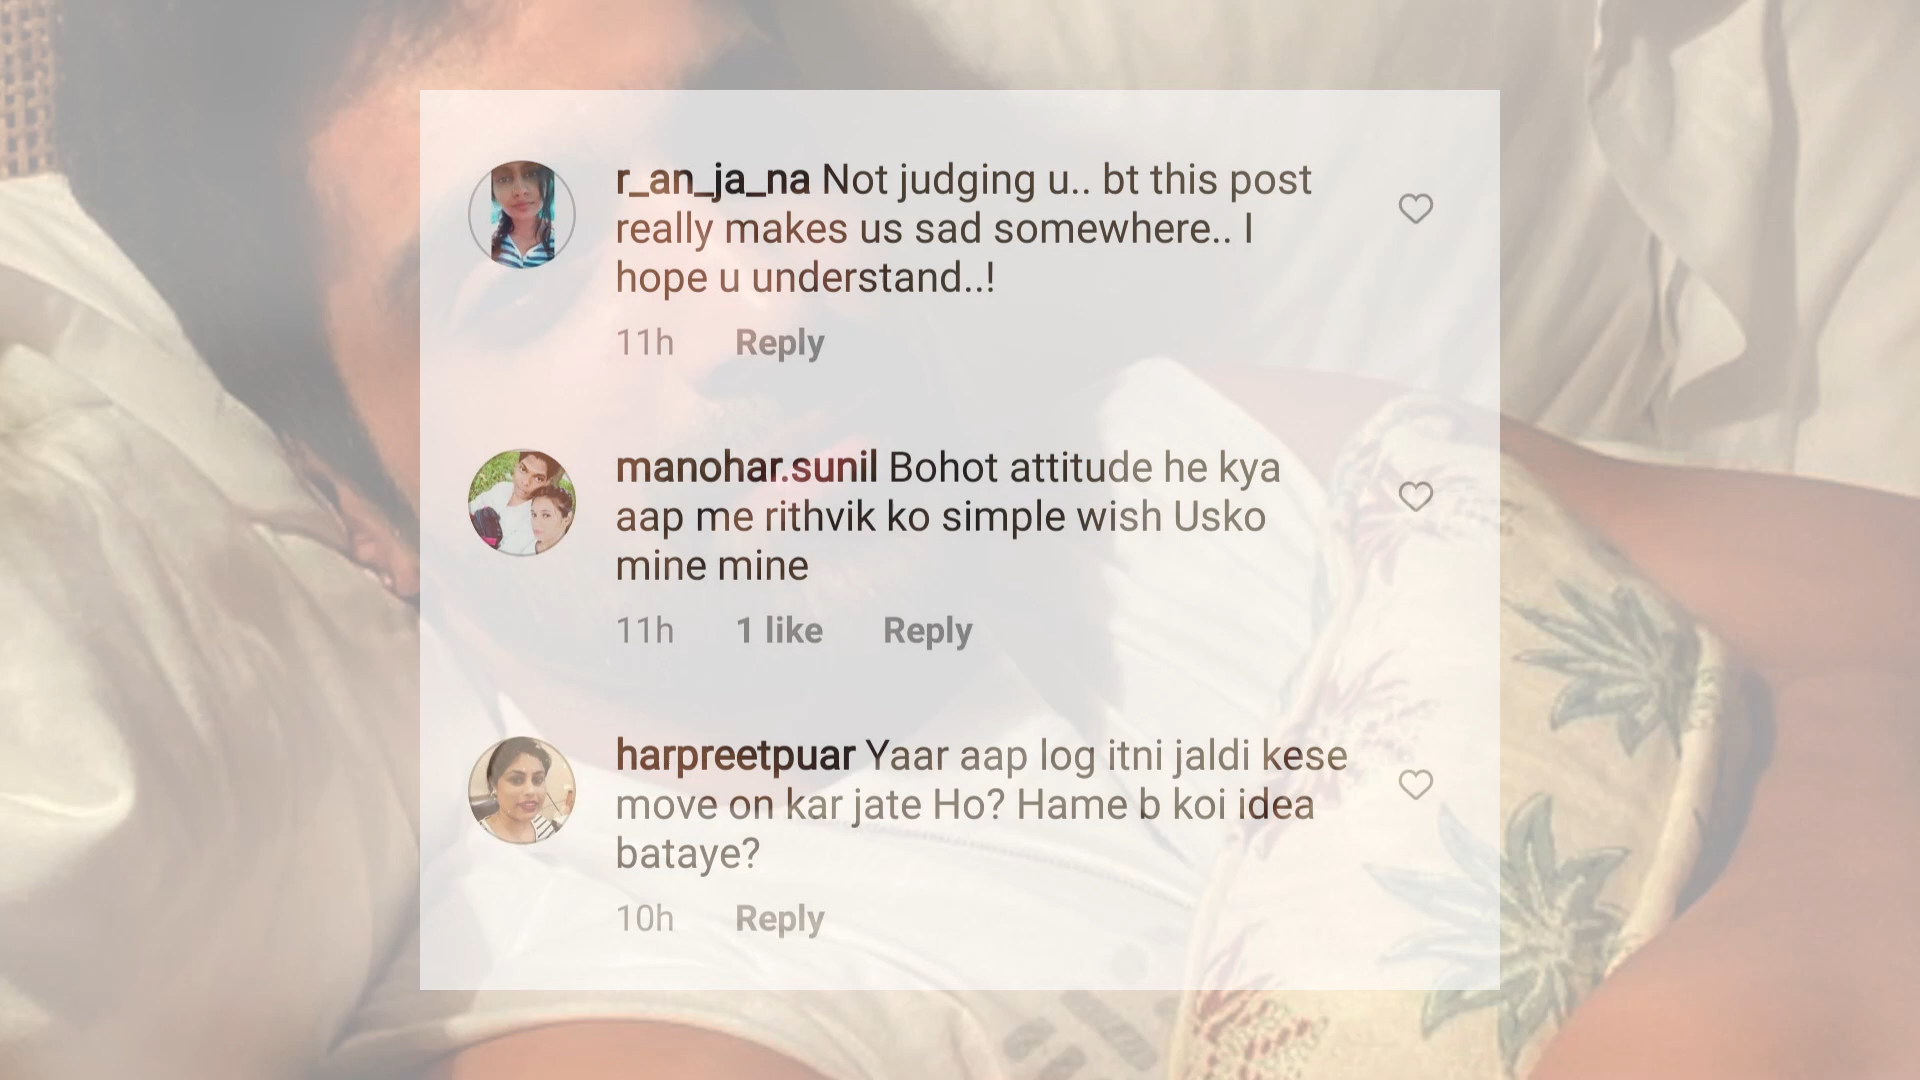 r_an_ja_na Not judging u.. bt this post
really makes us sad somewhere.. I
hope u understand..!
11h Reply
manohar.sunil Bohot attitude he kya
aap me rithvik ko simple wish Usko
mine mine
11h 1 like Reply
harpreetpuar Yaar aap log itni jaldi kese
move on kar jate Ho? Hame b koi idea
bataye?
10h Reply